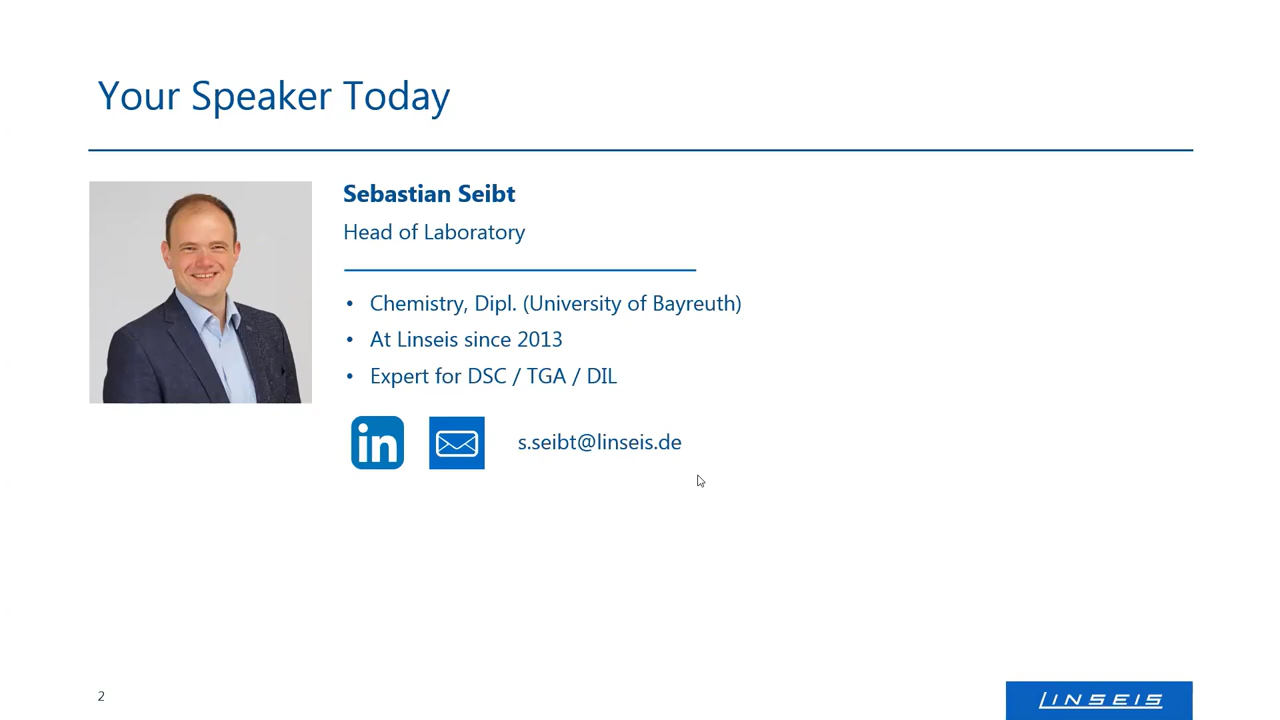 Your Speaker Today
Sebastian Seibt
Head of Laboratory
• Chemistry, Dipl. (University of Bayreuth)
• At Linseis since 2013
• Expert for DSC / TGA / DIL
in
s.seibt@linseis.de
2
LINSEIS